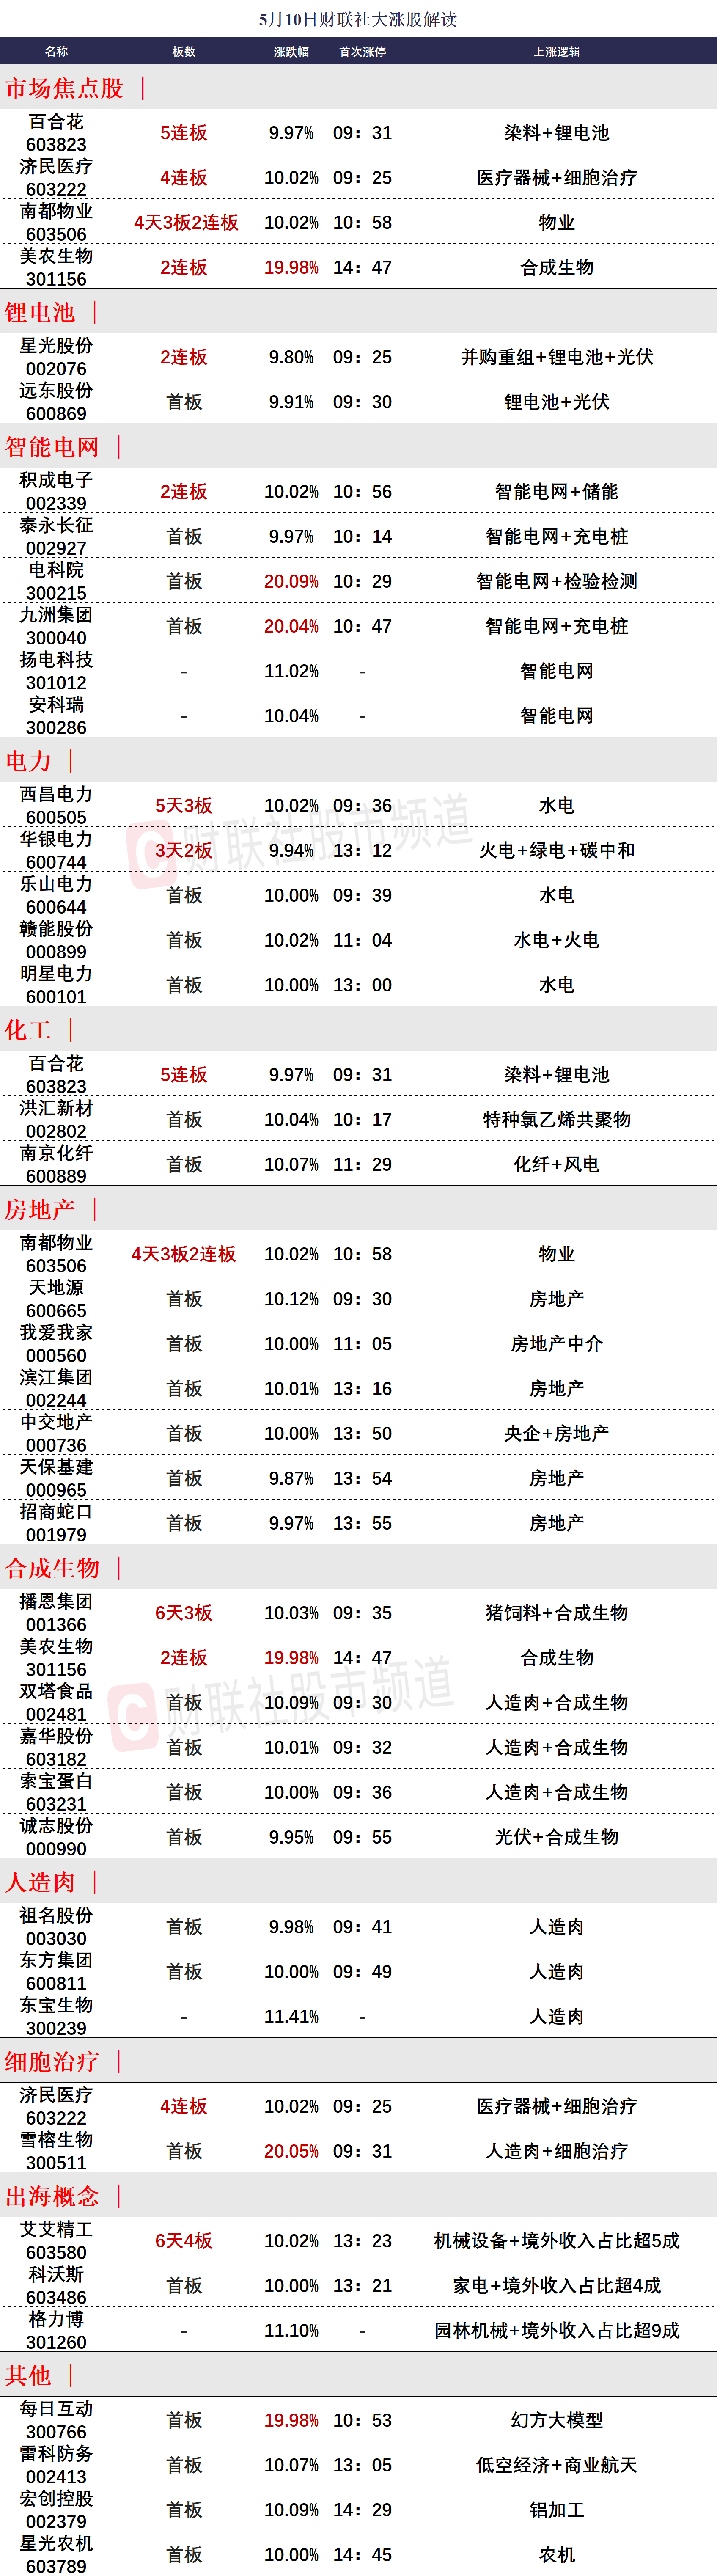 5月10日财联社大涨股解读
名称 板数 涨跌幅 首次涨停 上涨逻辑
市场焦点股
百合花 603823 5连板 9.97% 09：31 染料+锂电池
济民医疗 603222 4连板 10.02% 09：25 医疗器械+细胞治疗
南都物业 603506 4天3板2连板 10.02% 10：58 物业
美农生物 301156 2连板 19.98% 14：47 合成生物
锂电池
星光股份 002076 2连板 9.80% 09：25 并购重组+锂电池+光伏
远东股份 600869 首板 9.91% 09：30 锂电池+光伏
智能电网
积成电子 002339 2连板 10.02% 10：56 智能电网+储能
泰永长征 002927 首板 9.97% 10：14 智能电网+充电桩
电科院 300215 首板 20.09% 10：29 智能电网+检验检测
九洲集团 300040 首板 20.04% 10：47 智能电网+充电桩
扬电科技 301012 - 11.02% - 智能电网
安科瑞 300286 - 10.04% - 智能电网
电力
西昌电力 600505 5天3板 10.02% 09：36 水电
华银电力 600744 3天2板 9.94% 13：12 火电+绿电+碳中和
乐山电力 600644 首板 10.00% 09：39 水电
赣能股份 000899 首板 10.02% 11：04 水电+火电
明星电力 600101 首板 10.00% 13：00 水电
财联社股市频道
化工
百合花 603823 5连板 9.97% 09：31 染料+锂电池
洪汇新材 002802 首板 10.04% 10：17 特种氯乙烯共聚物
南京化纤 600889 首板 10.07% 11：29 化纤+风电
房地产
南都物业 603506 4天3板2连板 10.02% 10：58 物业
天地源 600665 首板 10.12% 09：30 房地产
我爱我家 000560 首板 10.00% 11：05 房地产中介
滨江集团 002244 首板 10.01% 13：16 房地产
中交地产 000736 首板 10.00% 13：50 央企+房地产
天保基建 000965 首板 9.87% 13：54 房地产
招商蛇口 001979 首板 9.97% 13：55 房地产
合成生物
播恩集团 001366 6天3板 10.03% 09：35 猪饲料+合成生物
美农生物 301156 2连板 19.98% 14：47 合成生物
双塔食品 002481 首板 10.09% 09：30 人造肉+合成生物
嘉华股份 603182 首板 10.01% 09：32 人造肉+合成生物
索宝蛋白 603231 首板 10.00% 09：36 人造肉+合成生物
诚志股份 000990 首板 9.95% 09：55 光伏+合成生物
财联社股市频道
人造肉
祖名股份 003030 首板 9.98% 09：41 人造肉
东方集团 600811 首板 10.00% 09：49 人造肉
东宝生物 300239 - 11.41% - 人造肉
细胞治疗
济民医疗 603222 4连板 10.02% 09：25 医疗器械+细胞治疗
雪榕生物 300511 首板 20.05% 09：31 人造肉+细胞治疗
出海概念
艾艾精工 603580 6天4板 10.02% 13：23 机械设备+境外收入占比超5成
科沃斯 603486 首板 10.00% 13：21 家电+境外收入占比超4成
格力博 301260 - 11.10% - 园林机械+境外收入占比超9成
其他
每日互动 300766 首板 19.98% 10：53 幻方大模型
雷科防务 002413 首板 10.07% 13：05 低空经济+商业航天
宏创控股 002379 首板 10.09% 14：29 铝加工
星光农机 603789 首板 10.00% 14：45 农机